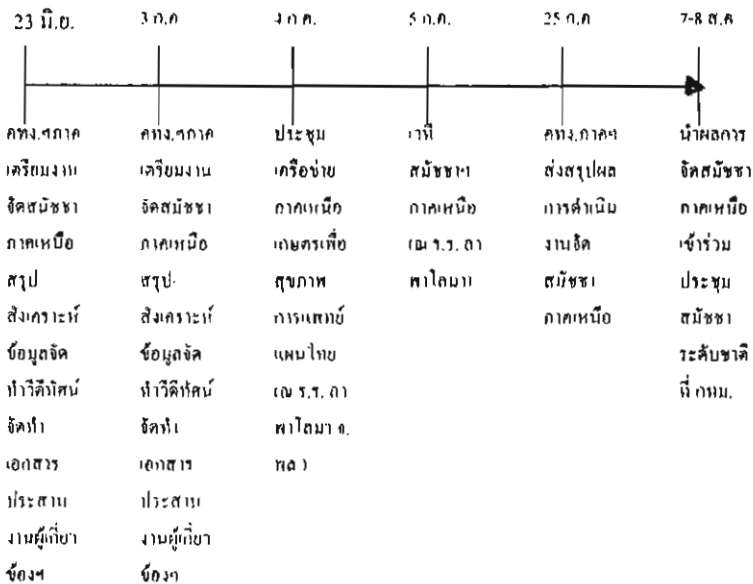 23 มิ.ย.
3 ก.ค
4 ก ค.
5 ก.ค.
25 ก.ค
7-8 ส.ค
คทง.ฯภาค
เตรียมงาน
จัดสมัชชา
ภาคเหนือ
สรุป
สังเคราะห์
ข้อมูลจัด
ทำวีดีทัศน์
จัดทำ
เอกสาร
ประสาน
งานผู้เกี่ยว
ข้องฯ
คทง.ฯภาค
เตรียมงาน
จัดสมัชชา
ภาคเหนือ
สรุป
สังเคราะห์
ข้อมูลจัด
ทำวีดีทัศน์
จัดทำ
เอกสาร
ประสาน
งานผู้เกี่ยว
ข้องฯ
ประชุม
เครือข่าย
ภาคเหนือ
เกษตรเพื่อ
สุขภาพ
การแพทย์
แผนไทย
(ณ ร.ร. ลา
พาโลมา จ.
พล )
เวที
สมัชชาฯ
ภาคเหนือ
(ณ ร.ร. ลา
พาโลมา)
คทง.ภาคฯ
ส่งสรุปผล
การดำเนิน
งานจัด
สมัชชา
ภาคเหนือ
นำผลการ
จัดสมัชชา
ภาคเหนือ
เข้าร่วม
ประชุม
สมัชชา
ระดับชาติ
ที่ กทม.